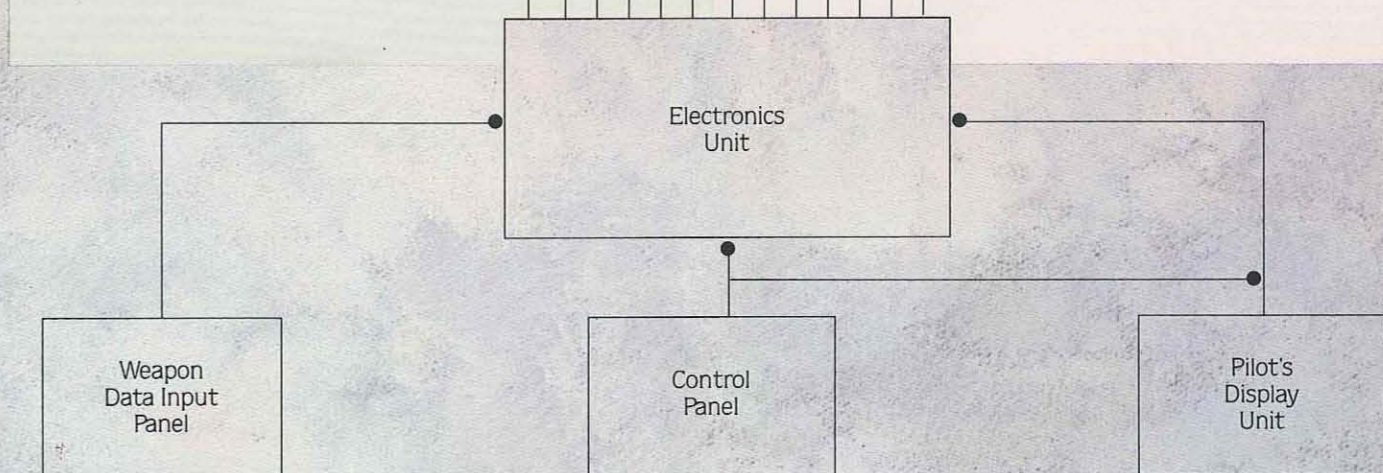 Electronics
Unit
Weapon
Data Input
Panel
Control
Panel
Pilot's
Display
Unit